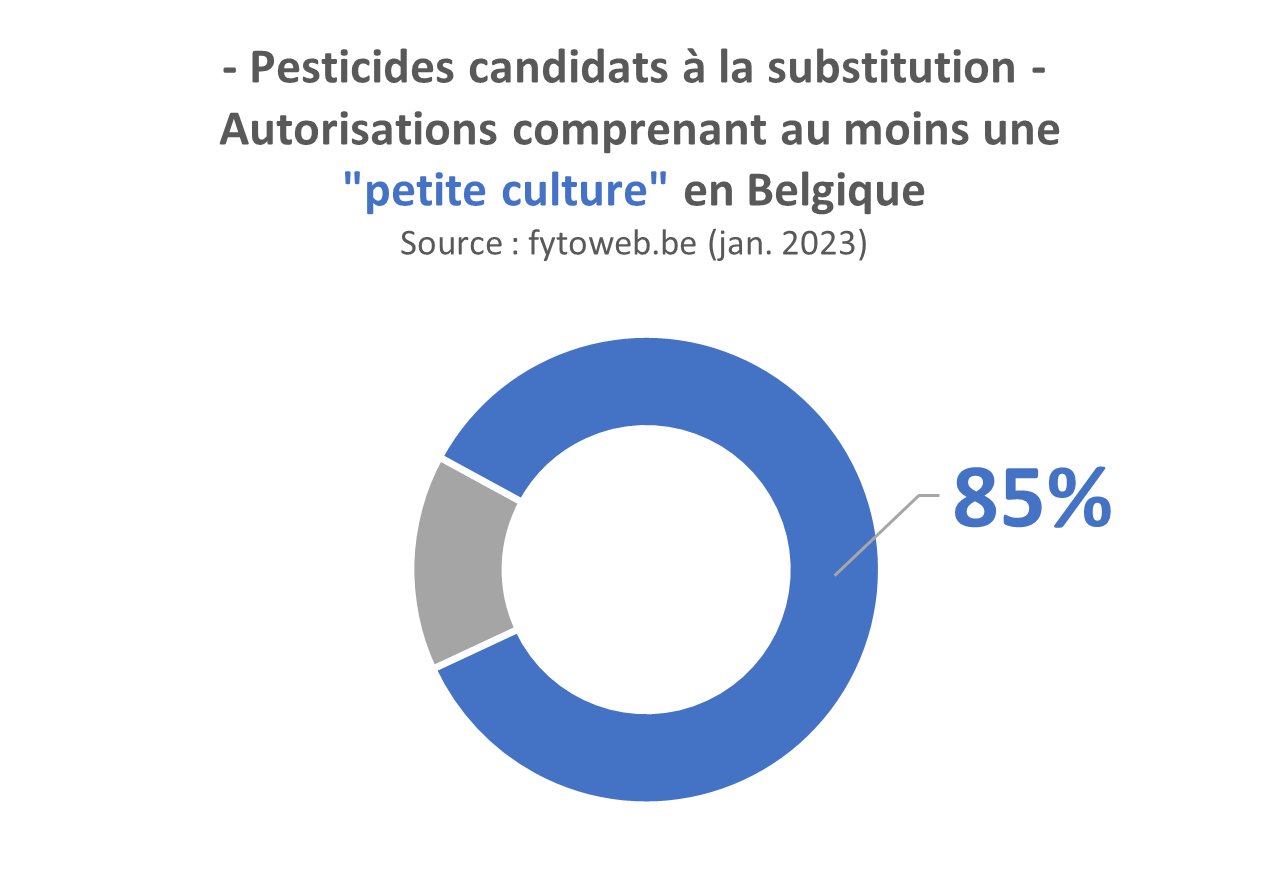 - Pesticides candidats à la substitution -
Autorisations comprenant au moins une
"petite culture" en Belgique
Source : fytoweb.be (jan. 2023)
85%